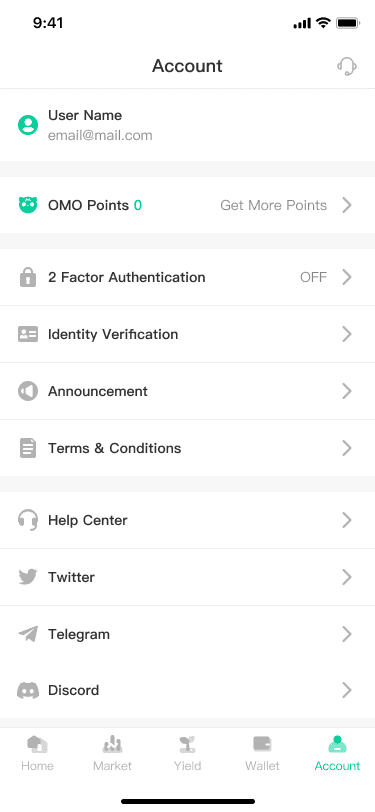 9:41
Account
User Name
email@mail.com
OMO Points 0 Get More Points
2 Factor Authentication OFF
Identity Verification
Announcement
Terms & Conditions
Help Center
Twitter
Telegram
Discord
Home Market Yield Wallet Account